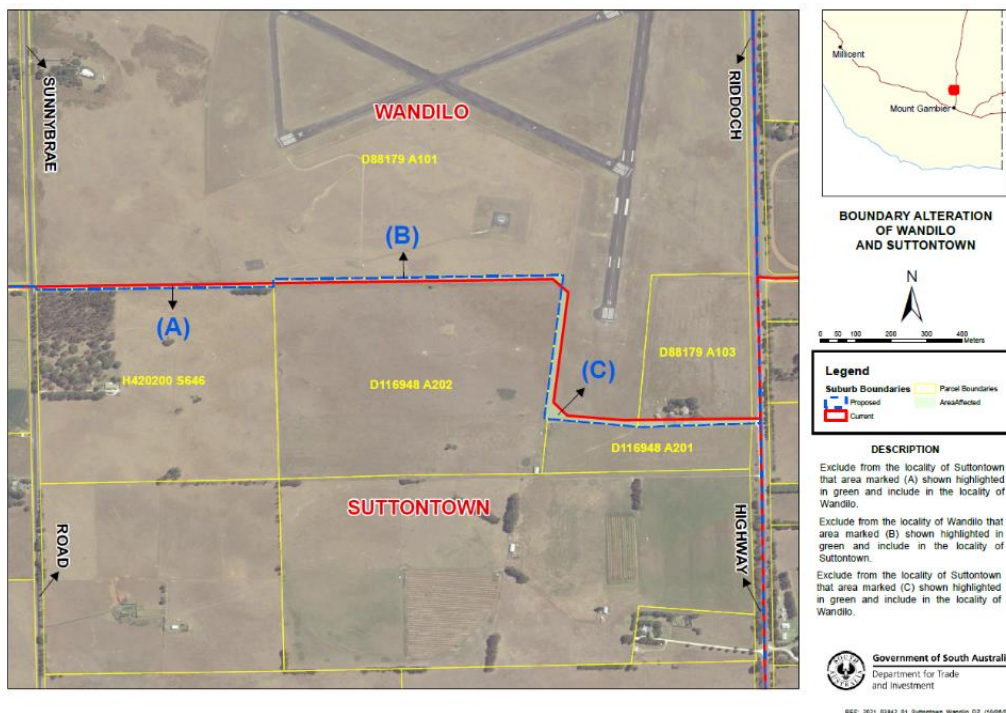 SUNNYBRAE
WANDILO
RIDDOCH
D88179 A101
(B)
(A)
(C)
D88179 A103
H420200 S646
D116948 A202
D116948 A201
SUTTONTOWN
ROAD
HIGHWAY
Millicent
Mount Gambier
BOUNDARY ALTERATION
OF WANDILO
AND SUTTONTOWN
N
0 50 100 200 300 400
Meters
Legend
Suburb Boundaries
Proposed
Current
Parcel Boundaries
AreaAffected
DESCRIPTION
Exclude from the locality of Suttontown
that area marked (A) shown highlighted
in green and include in the locality of
Wandilo.
Exclude from the locality of Wandilo that
area marked (B) shown highlighted in
green and include in the locality of
Suttontown.
Exclude from the locality of Suttontown
that area marked (C) shown highlighted
in green and include in the locality of
Wandilo.
Government of South Australi
Department for Trade
and Investment